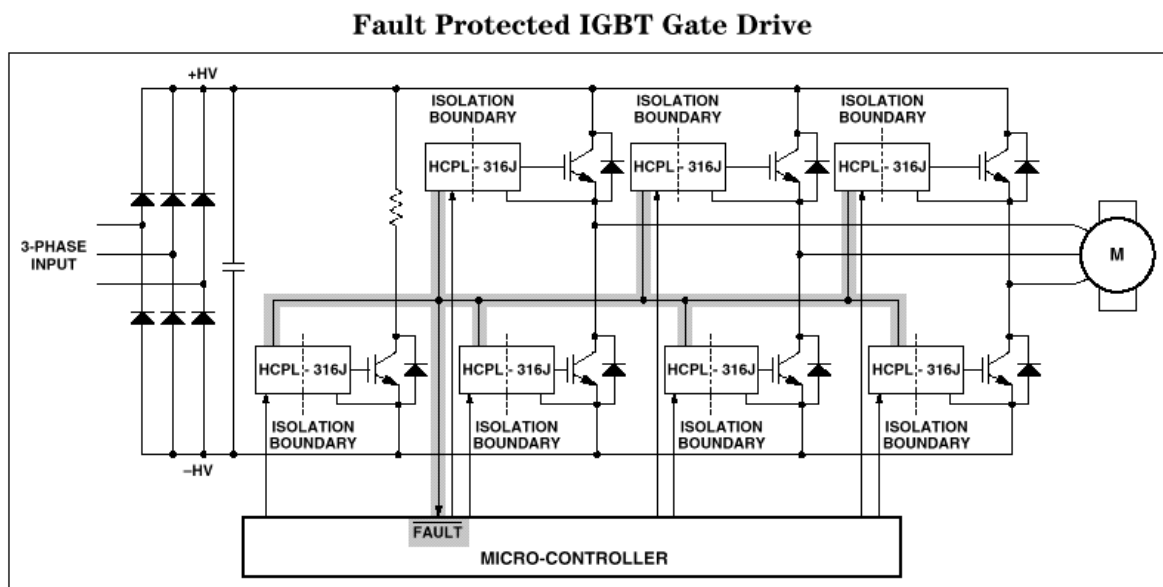 Fault Protected IGBT Gate Drive
+HV
ISOLATION
BOUNDARY
ISOLATION
BOUNDARY
ISOLATION
BOUNDARY
HCPL - 316J
HCPL - 316J
HCPL - 316J
3-PHASE
INPUT
M
HCPL - 316J
HCPL - 316J
HCPL - 316J
HCPL - 316J
ISOLATION
BOUNDARY
ISOLATION
BOUNDARY
ISOLATION
BOUNDARY
ISOLATION
BOUNDARY
–HV
FAULT
MICRO-CONTROLLER